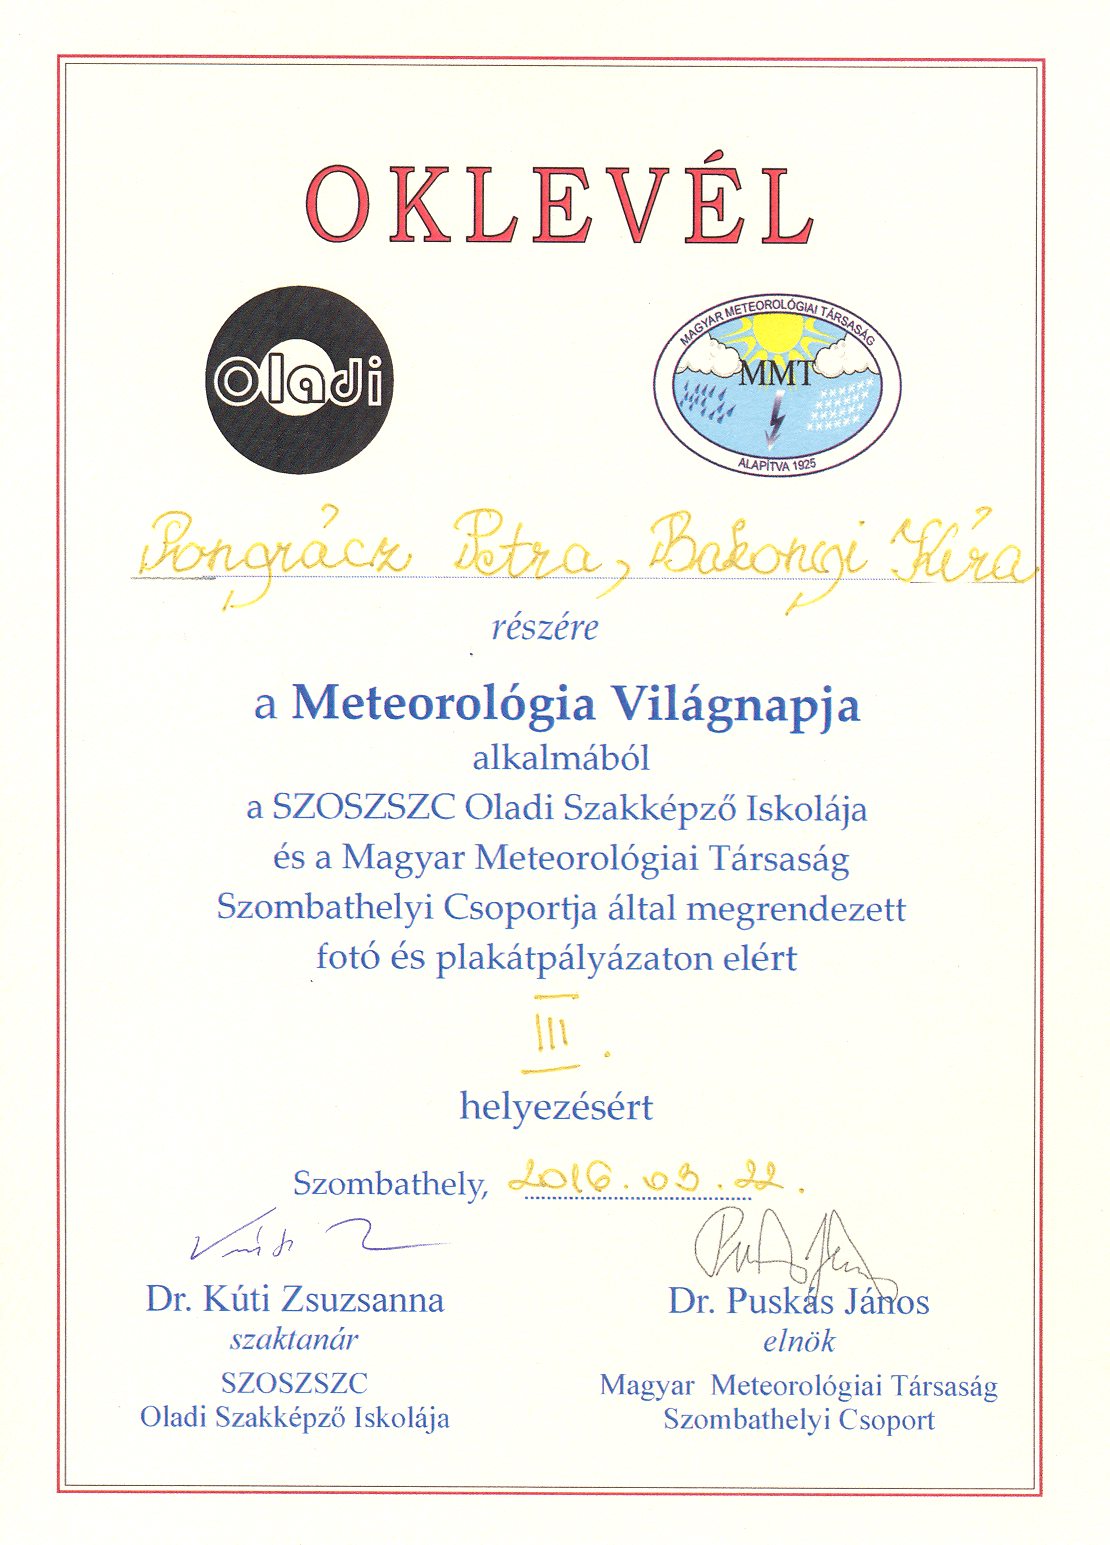 OKLEVÉL
Oladi
MAGYAR METEOROLÓGIAI TÁRSASÁG
MMT
ALAPÍTVA 1925
Pongrácz Petra, Bakonyi Kíra
részére
a Meteorológia Világnapja
alkalmából
a SZOSZSZC Oladi Szakképző Iskolája
és a Magyar Meteorológiai Társaság
Szombathelyi Csoportja által megrendezett
fotó és plakátpályázaton elért
III.
helyezésért
Szombathely, 2016.03.22.
Dr. Kúti Zsuzsanna
szaktanár
SZOSZSZC
Oladi Szakképző Iskolája
Dr. Puskás János
elnök
Magyar Meteorológiai Társaság
Szombathelyi Csoport